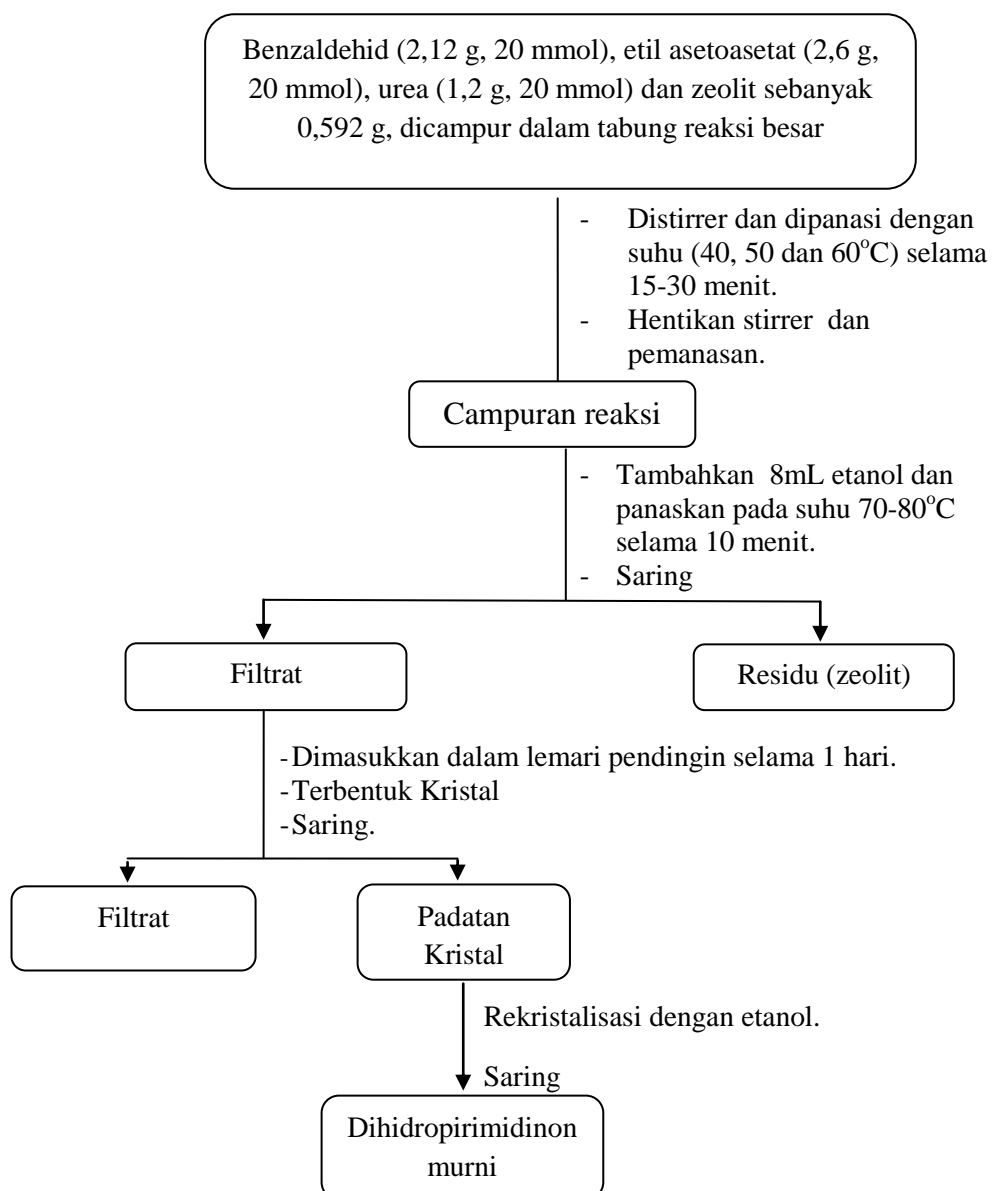 Benzaldehid (2,12 g, 20 mmol), etil asetoasetat (2,6 g,
20 mmol), urea (1,2 g, 20 mmol) dan zeolit sebanyak
0,592 g, dicampur dalam tabung reaksi besar
- Distirrer dan dipanasi dengan
suhu (40, 50 dan 60°C) selama
15-30 menit.
- Hentikan stirrer dan
pemanasan.
Campuran reaksi
- Tambahkan 8mL etanol dan
panaskan pada suhu 70-80°C
selama 10 menit.
- Saring
Filtrat
Residu (zeolit)
-Dimasukkan dalam lemari pendingin selama 1 hari.
-Terbentuk Kristal
-Saring.
Filtrat
Padatan
Kristal
Rekristalisasi dengan etanol.
Saring
Dihidropirimidinon
murni